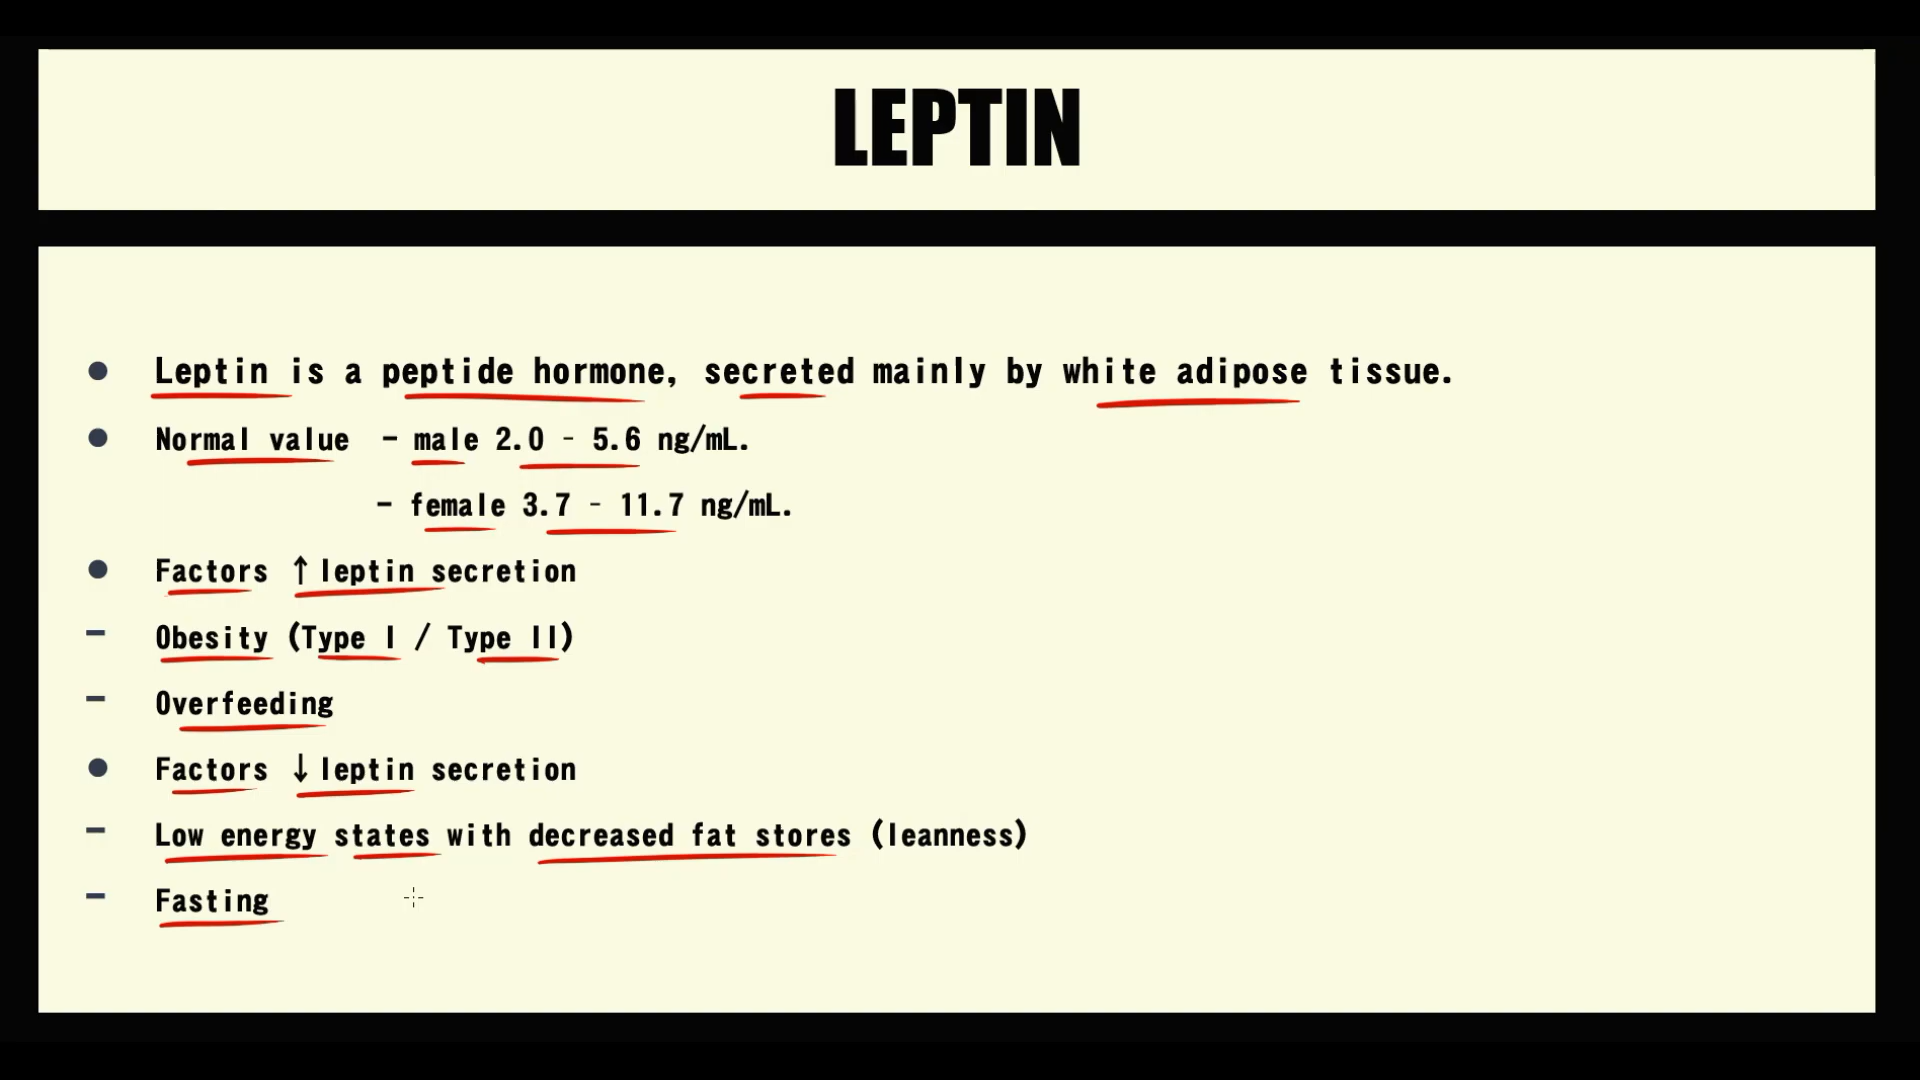 LEPTIN
● Leptin is a peptide hormone, secreted mainly by white adipose tissue.
● Normal value – male 2.0 – 5.6 ng/mL.
– female 3.7 – 11.7 ng/mL.
● Factors ↑ leptin secretion
– Obesity (Type I / Type II)
– Overfeeding
● Factors ↓ leptin secretion
– Low energy states with decreased fat stores (leanness)
– Fasting